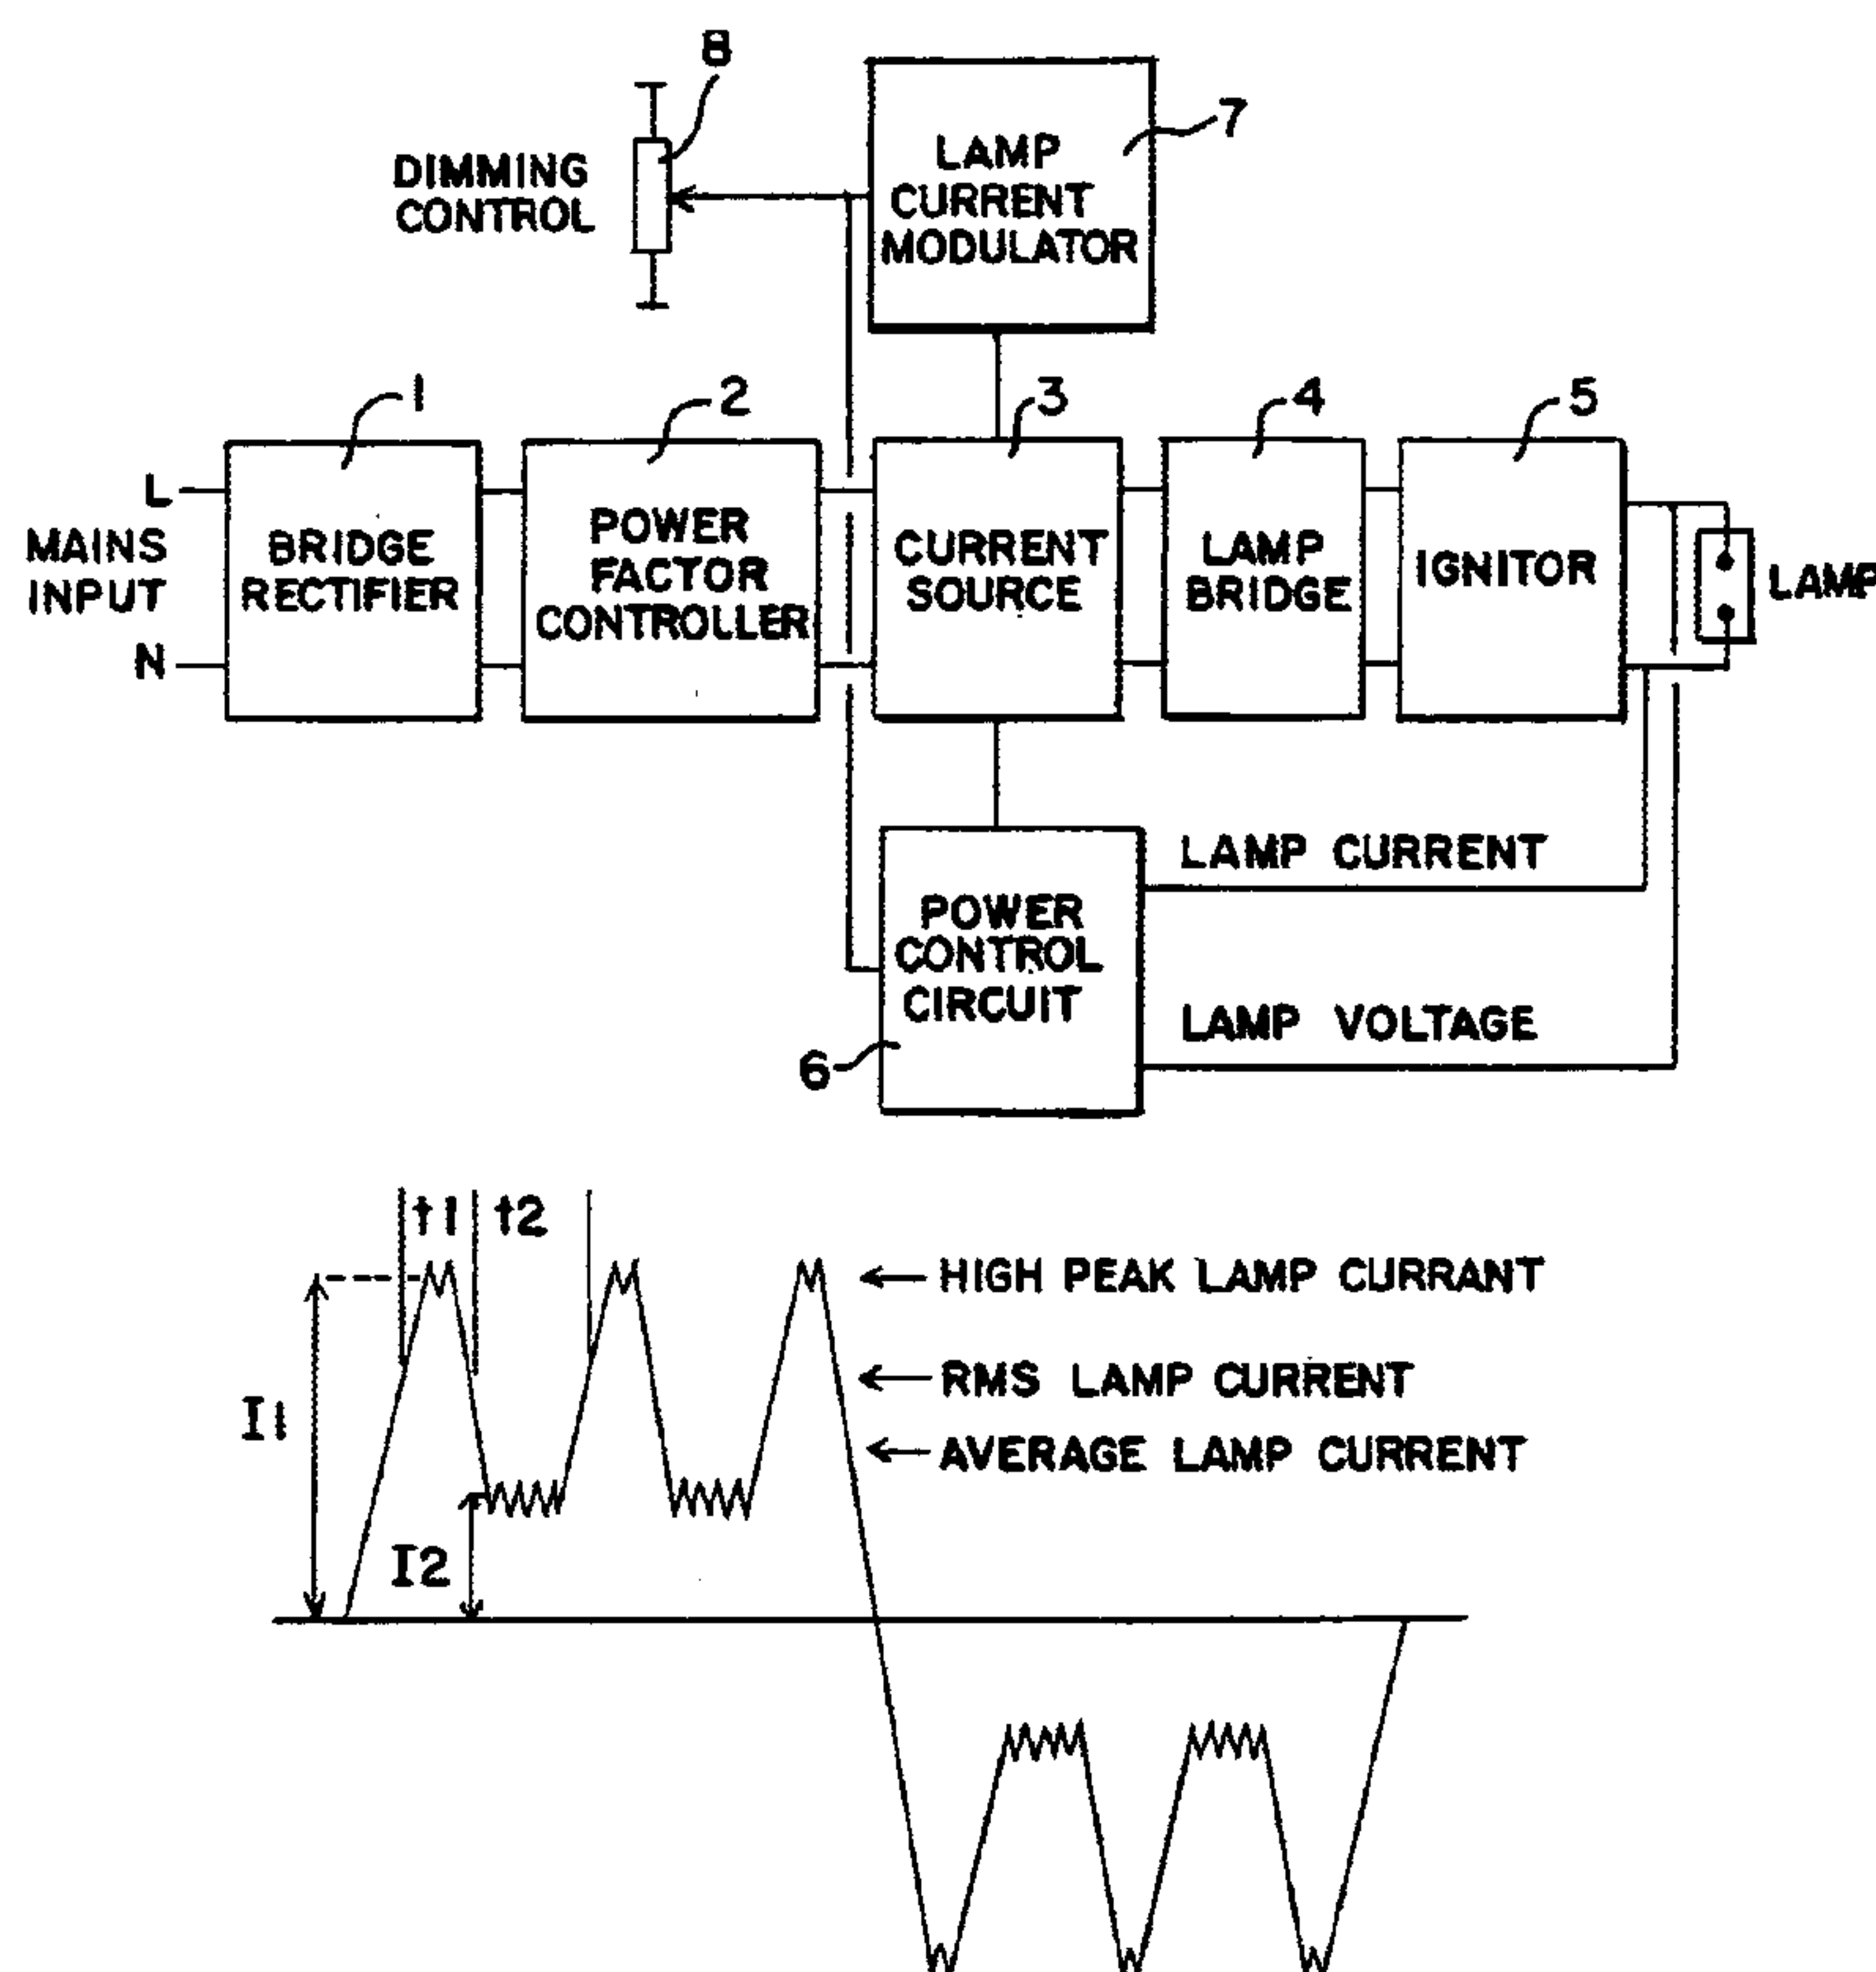 8
DIMMING
CONTROL
LAMP
CURRENT
MODULATOR
7
1
2
3
4
5
L
MAINS
INPUT
N
BRIDGE
RECTIFIER
POWER
FACTOR
CONTROLLER
CURRENT
SOURCE
LAMP
BRIDGE
IGNITOR
LAMP
POWER
CONTROL
CIRCUIT
6
LAMP CURRENT
LAMP VOLTAGE
t1 t2
HIGH PEAK LAMP CURRANT
RMS LAMP CURRENT
AVERAGE LAMP CURRENT
I1
I2